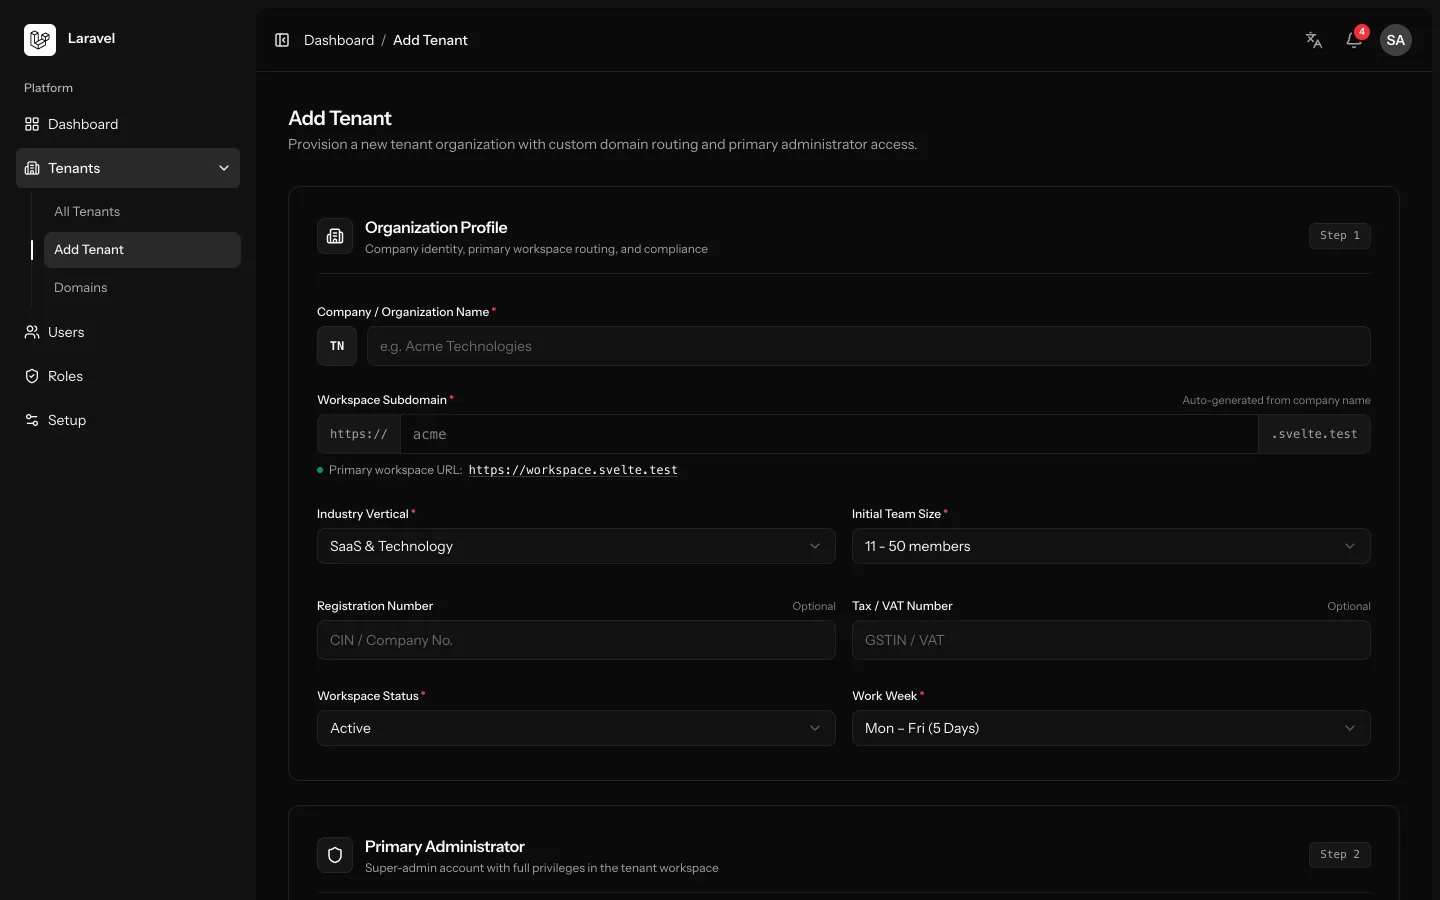 Laravel
Platform
Dashboard
Tenants
All Tenants
Add Tenant
Domains
Users
Roles
Setup
Dashboard / Add Tenant
4
SA
Add Tenant
Provision a new tenant organization with custom domain routing and primary administrator access.
Organization Profile
Company identity, primary workspace routing, and compliance
Step 1
Company / Organization Name *
TN
e.g. Acme Technologies
Workspace Subdomain *
Auto-generated from company name
https://
acme
.svelte.test
Primary workspace URL: https://workspace.svelte.test
Industry Vertical *
Initial Team Size *
SaaS & Technology
11 - 50 members
Registration Number
Optional
Tax / VAT Number
Optional
CIN / Company No.
GSTIN / VAT
Workspace Status *
Work Week *
Active
Mon – Fri (5 Days)
Primary Administrator
Super-admin account with full privileges in the tenant workspace
Step 2